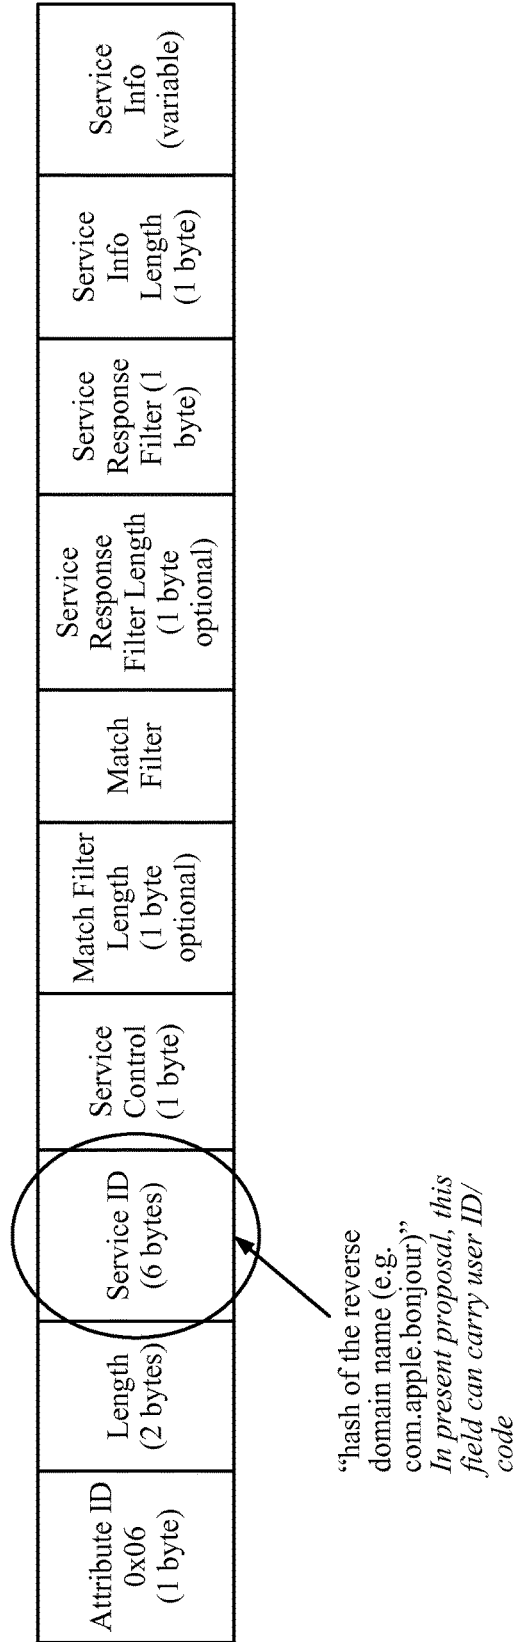 Attribute ID
0x06
(1 byte)
Length
(2 bytes)
Service ID
(6 bytes)
Service
Control
(1 byte)
Match Filter
Length
(1 byte
optional)
Match
Filter
Service
Response
Filter Length
(1 byte
optional)
Service
Response
Filter (1
byte)
Service
Info
Length
(1 byte)
Service
Info
(variable)
“hash of the reverse
domain name (e.g.
com.apple.bonjour)”
In present proposal, this
field can carry user ID/
code